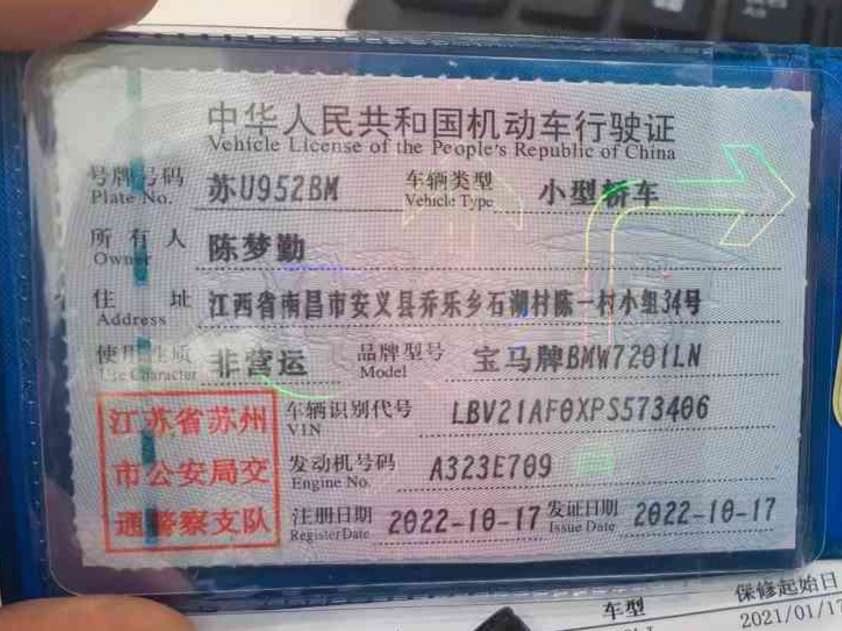 中华人民共和国机动车行驶证
Vehicle License of the People's Republic of China
号牌号码 苏U952BM 车辆类型 小型轿车
Plate No. Vehicle Type
所有人 陈梦勤
Owner
住址 江西省南昌市安义县乔乐乡石湖村陈一村小组34号
Address
使用性质 非营运 品牌型号 宝马牌BMW7201LN
Use Character Model
江苏省苏州 车辆识别代号 LBV21AF0XPS573406
VIN
市公安局交 发动机号码 A323E709
Engine No.
通警察支队 注册日期 2022-10-17 发证日期 2022-10-17
Register Date Issue Date
车型 保修起始日
2021/01/17